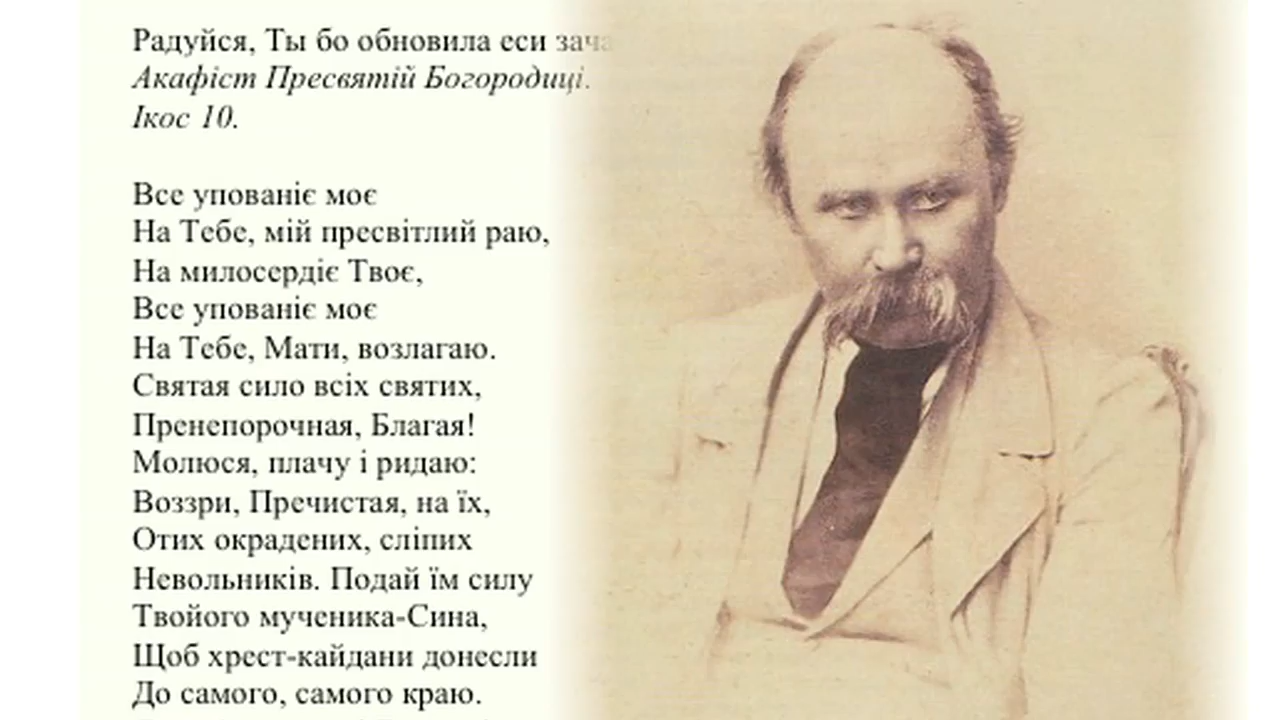 Радуйся, Ты бо обновила еси
Акафіст Пресвятій Богородиці.
Ікос 10.
Все упованіє моє
На Тебе, мій пресвітлий раю,
На милосердіє Твоє,
Все упованіє моє
На Тебе, Мати, возлагаю.
Святая сило всіх святих,
Пренепорочная, Благая!
Молюся, плачу і ридаю:
Воззри, Пречистая, на їх,
Отих окрадених, сліпих
Невольників. Подай їм силу
Твойого мученика-Сина,
Щоб хрест-кайдани донесли
До самого, самого краю.